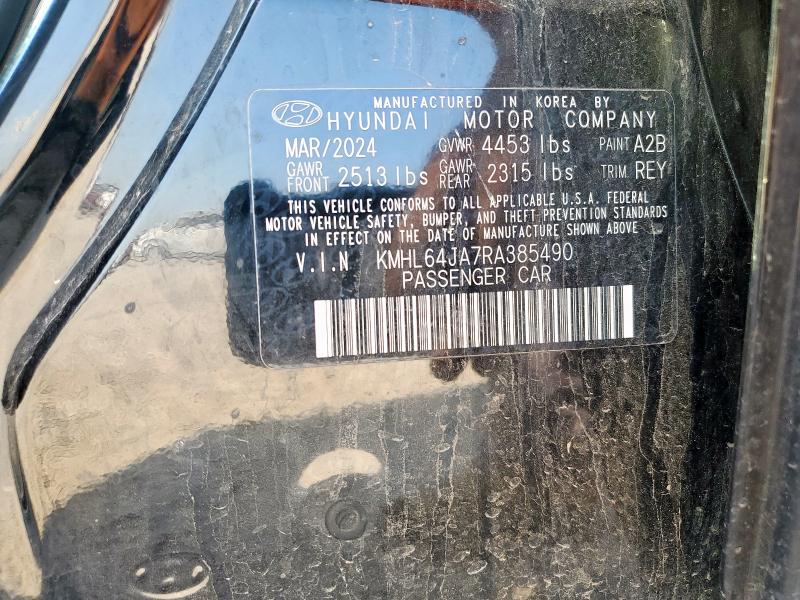 MANUFACTURED IN KOREA BY
HYUNDAI MOTOR COMPANY
MAR/2024 GVWR 4453 lbs PAINT A2B
GAWR FRONT 2513 lbs GAWR REAR 2315 lbs TRIM REY
THIS VEHICLE CONFORMS TO ALL APPLICABLE U.S.A. FEDERAL
MOTOR VEHICLE SAFETY, BUMPER, AND THEFT PREVENTION STANDARDS
IN EFFECT ON THE DATE OF MANUFACTURE SHOWN ABOVE
V.I.N KMHL64JA7RA385490
PASSENGER CAR